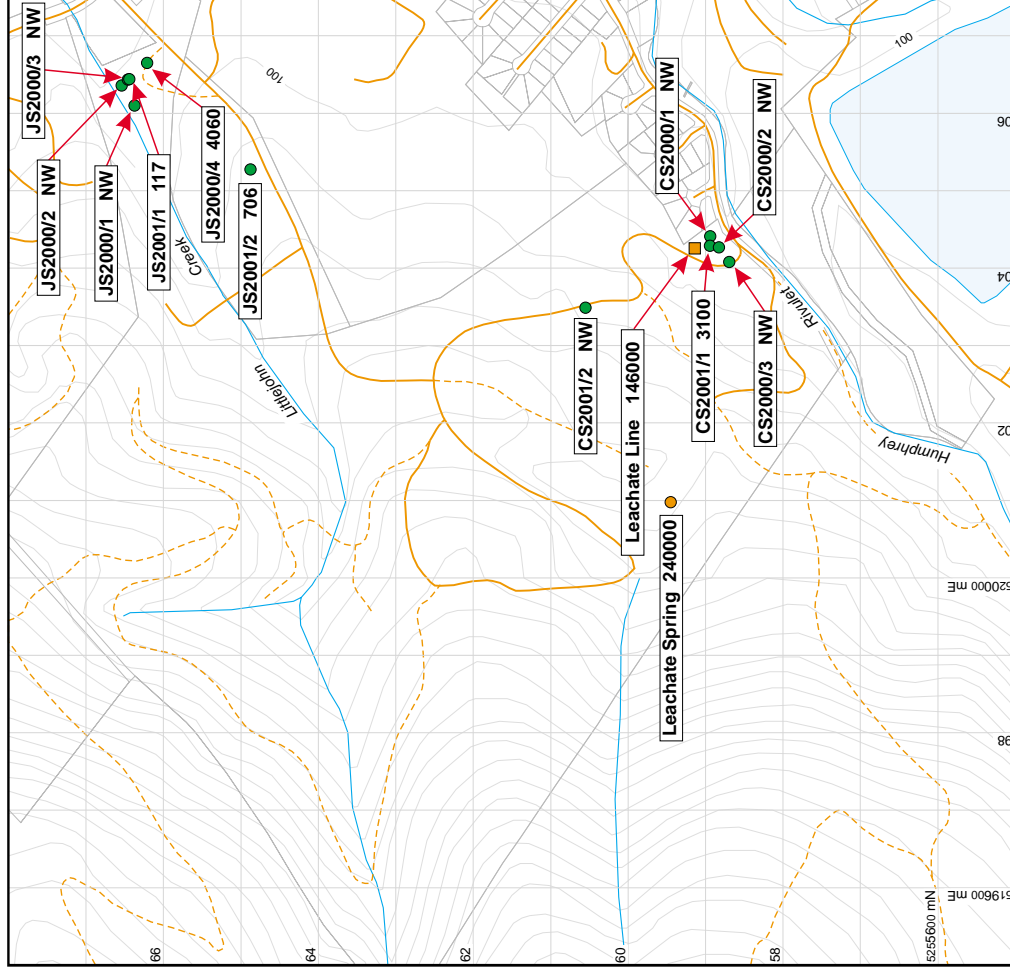 JS2000/3 NW
JS2000/2 NW
JS2000/1 NW
JS2001/1 117
JS2000/4 4060
JS2001/2 706
Creek
Littlejohn
100
100
CS2000/1 NW
CS2000/2 NW
CS2001/2 NW
Leachate Line 146000
CS2001/1 3100
CS2000/3 NW
Leachate Spring 240000
Rivulet
Humphrey
06
04
02
520000 mE
98
519600 mE
66
64
62
60
58
5255600 mN